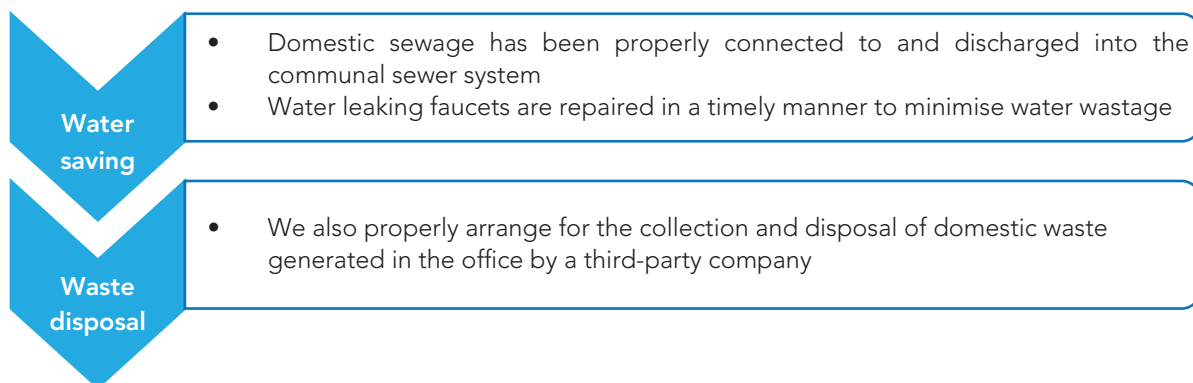 Water
saving
• Domestic sewage has been properly connected to and discharged into the
communal sewer system
• Water leaking faucets are repaired in a timely manner to minimise water wastage
Waste
disposal
• We also properly arrange for the collection and disposal of domestic waste
generated in the office by a third-party company